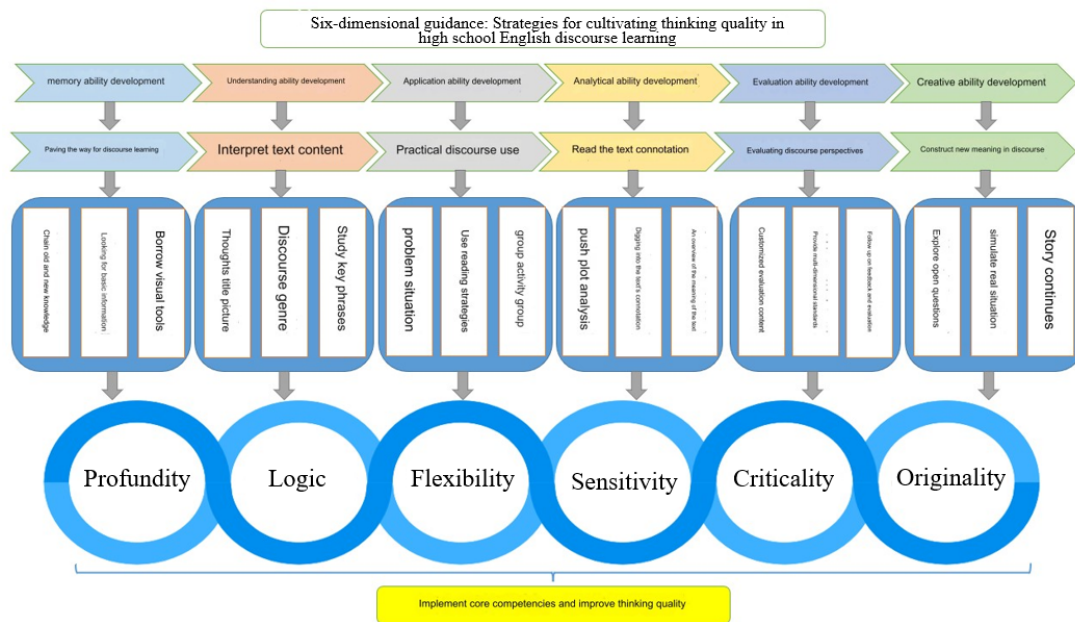 Six-dimensional guidance: Strategies for cultivating thinking quality in
high school English discourse learning
memory ability development
Understanding ability development
Application ability development
Analytical ability development
Evaluation ability development
Creative ability development
Paving the way for discourse learning
Interpret text content
Practical discourse use
Read the text connotation
Evaluating discourse perspectives
Construct new meaning in discourse
Chain old and new knowledge
Looking for basic information
Borrow visual tools
Thoughts title picture
Discourse genre
Study key phrases
problem situation
Use reading strategies
group activity group
push plot analysis
Digging into the text's connotation
An overview of the meaning of the text
Customized evaluation content
Provide multi-dimensional standards
Follow up on feedback and evaluation
Explore open questions
simulate real situation
Story continues
Profundity
Logic
Flexibility
Sensitivity
Criticality
Originality
Implement core competencies and improve thinking quality